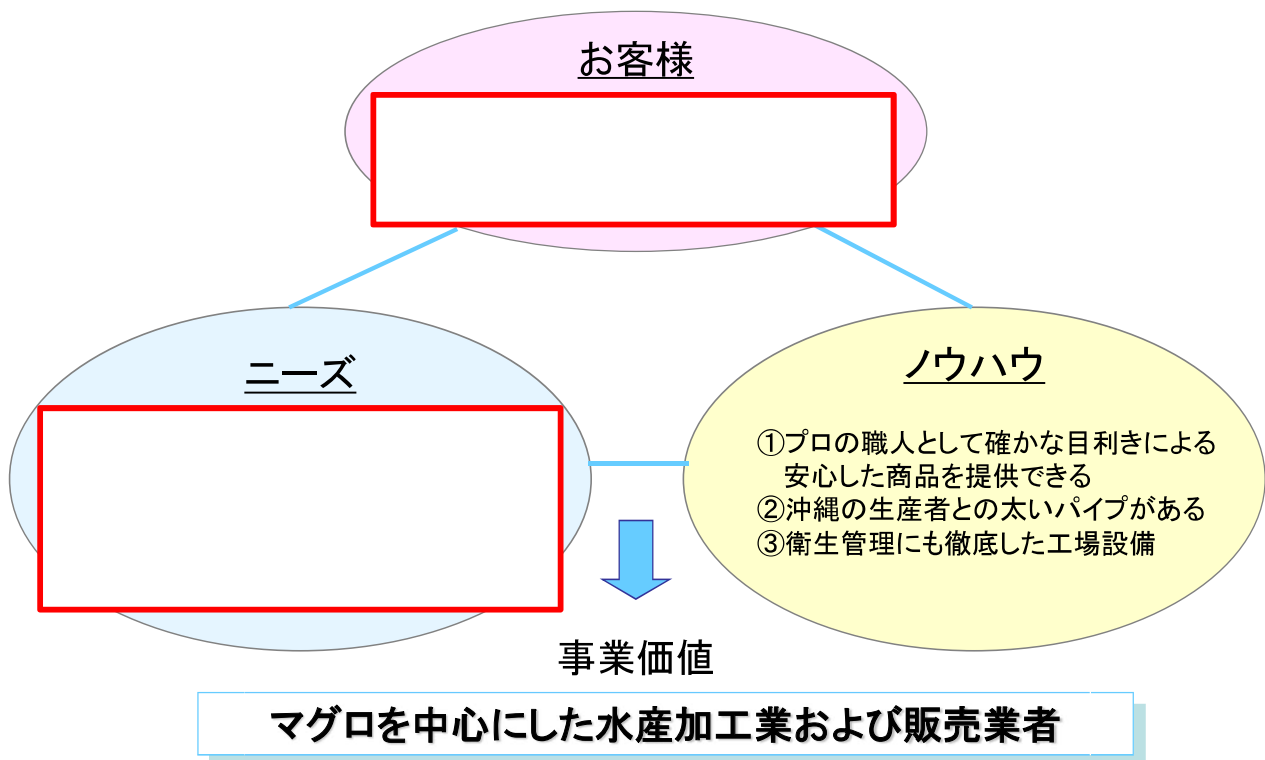 お客様
ニーズ
ノウハウ
①プロの職人として確かな目利きによる
安心した商品を提供できる
②沖縄の生産者との太いパイプがある
③衛生管理にも徹底した工場設備
事業価値
マグロを中心にした水産加工業および販売業者